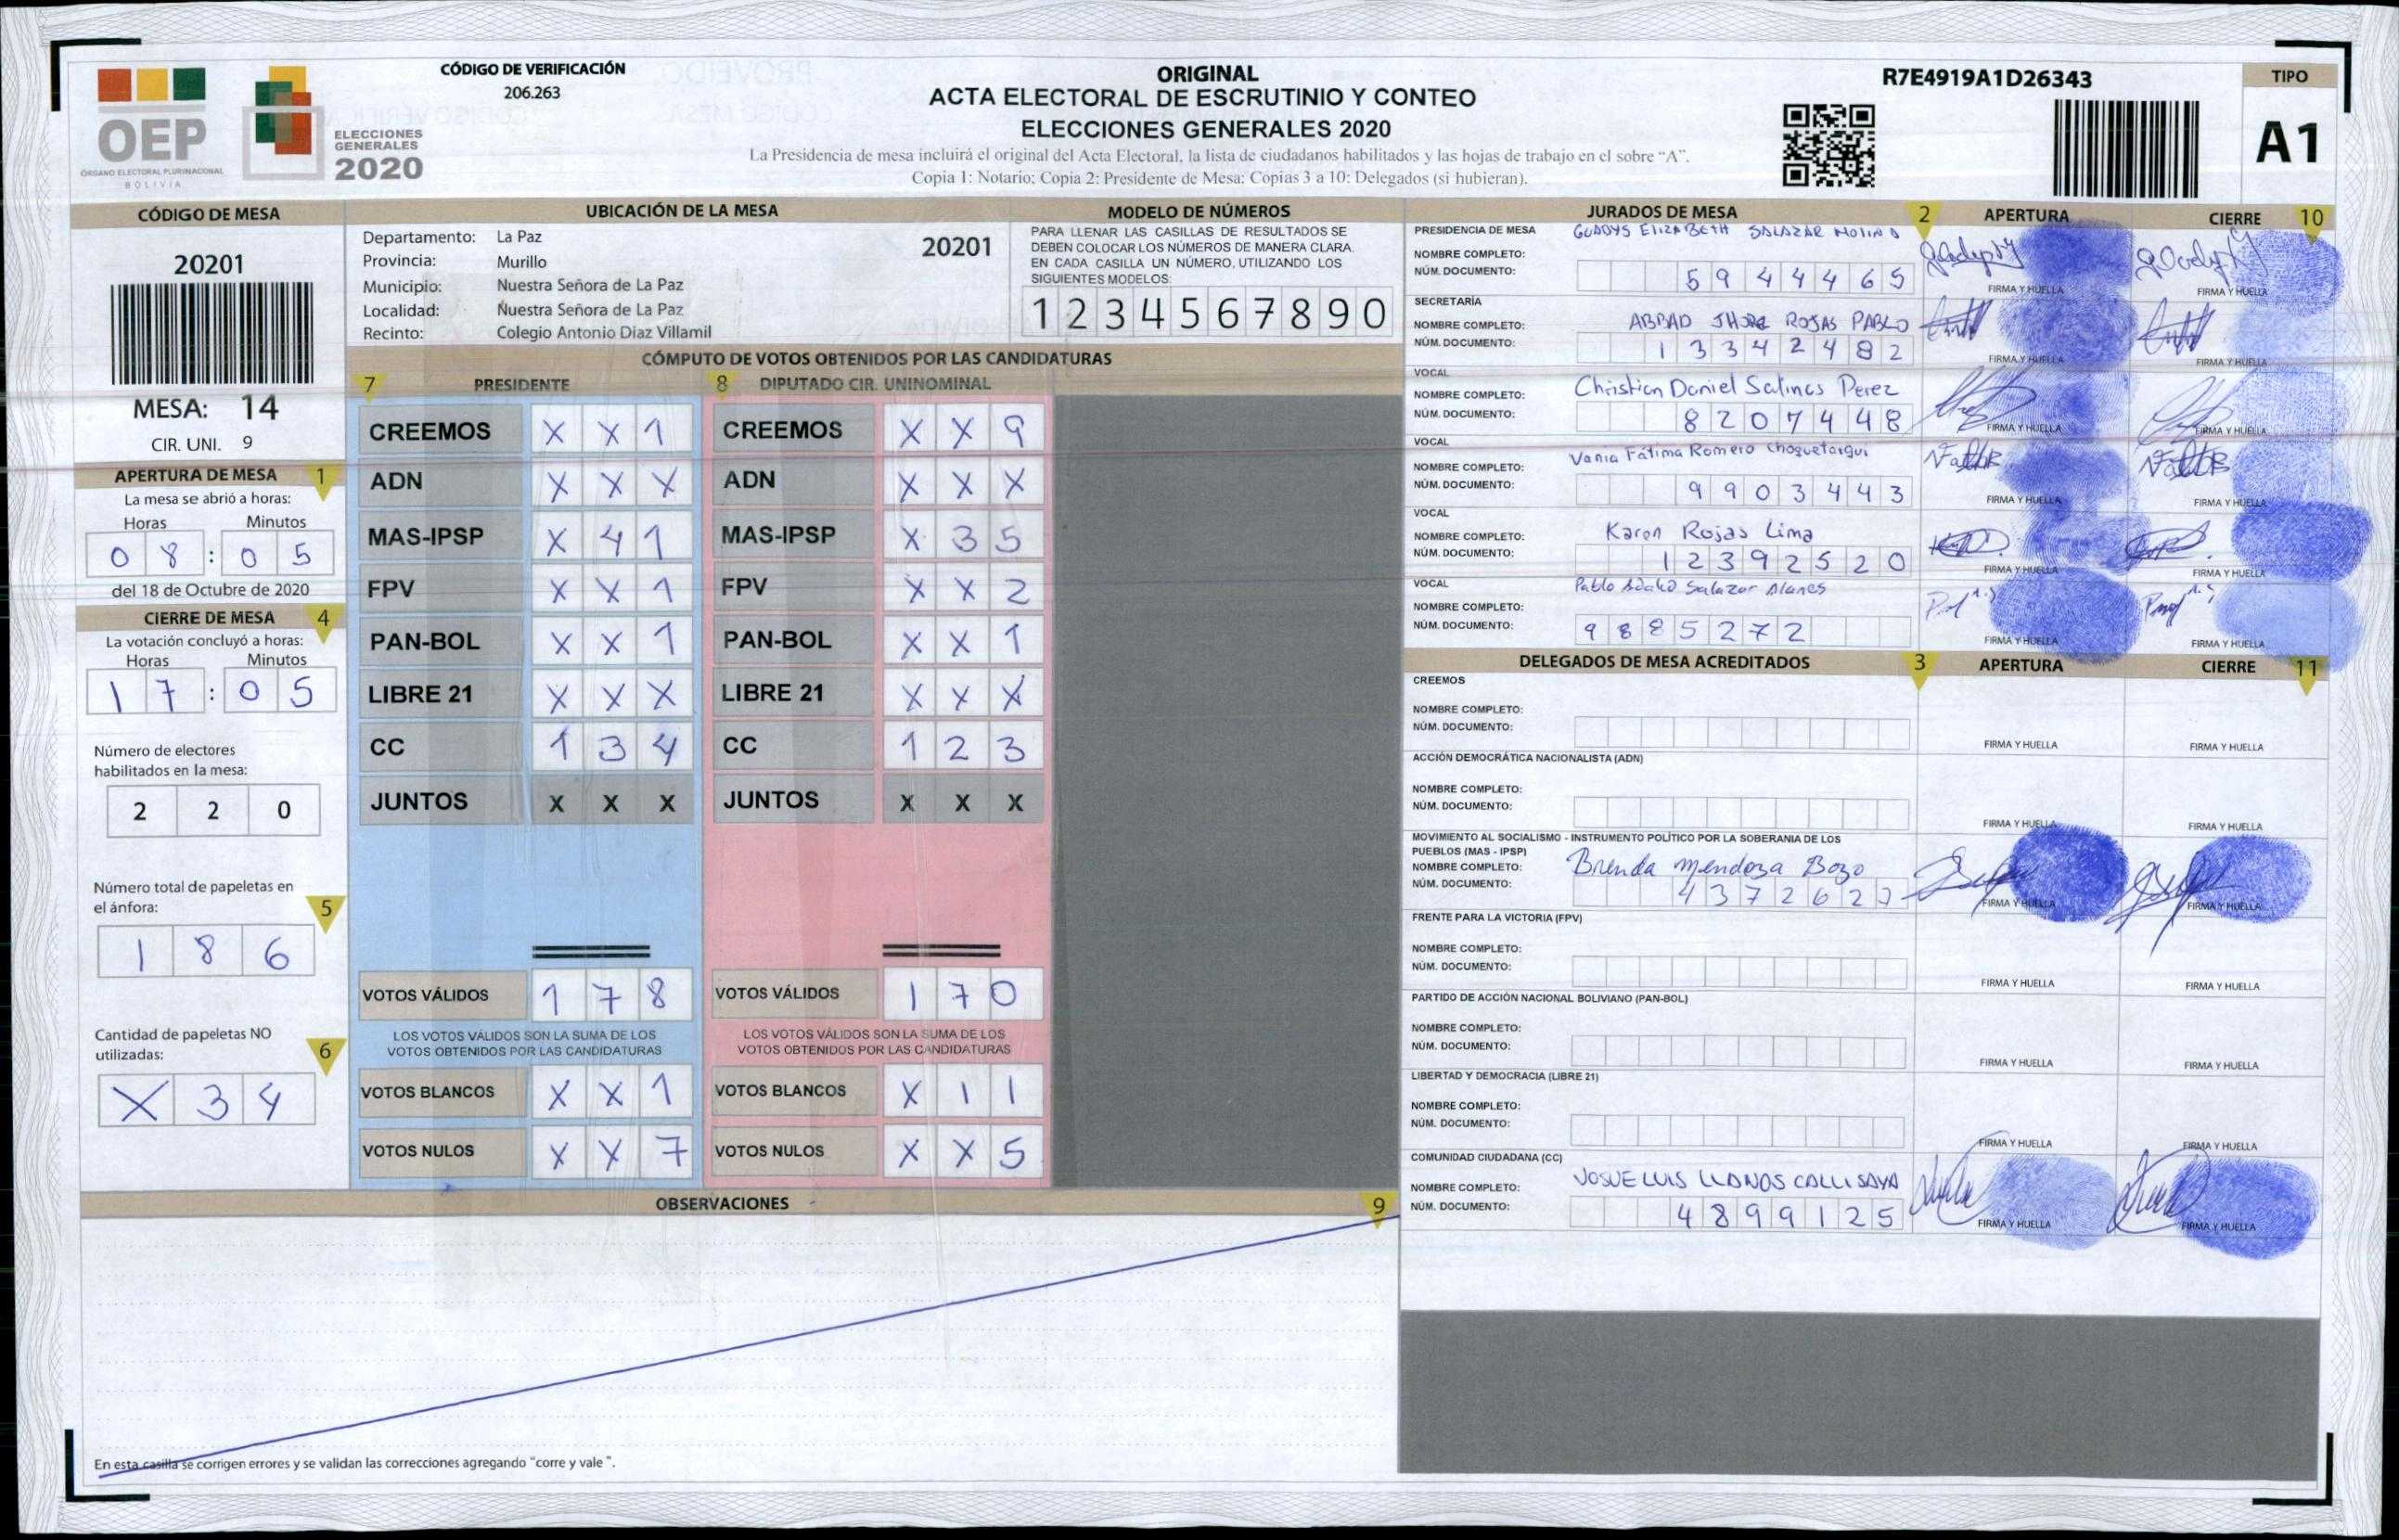 CÓDIGO DE VERIFICACIÓN
206.263
OEP
ÓRGANO ELECTORAL PLURINACIONAL
BOLIVIA
ELECCIONES
GENERALES
2020
ORIGINAL
ACTA ELECTORAL DE ESCRUTINIO Y CONTEO
ELECCIONES GENERALES 2020
La Presidencia de mesa incluirá el original del Acta Electoral, la lista de ciudadanos habilitados y las hojas de trabajo en el sobre “A”.
Copia 1: Notario; Copia 2: Presidente de Mesa: Copias 3 a 10: Delegados (si hubieran).
R7E4919A1D26343
TIPO
A1
CÓDIGO DE MESA
20201
MESA: 14
CIR. UNI. 9
APERTURA DE MESA 1
La mesa se abrió a horas:
Horas Minutos
0 8 : 0 5
del 18 de Octubre de 2020
CIERRE DE MESA 4
La votación concluyó a horas:
Horas Minutos
1 7 : 0 5
Número de electores
habilitados en la mesa:
2 2 0
Número total de papeletas en
el ánfora: 5
1 8 6
Cantidad de papeletas NO
utilizadas: 6
X 3 4
UBICACIÓN DE LA MESA
Departamento: La Paz 20201
Provincia: Murillo
Municipio: Nuestra Señora de La Paz
Localidad: Nuestra Señora de La Paz
Recinto: Colegio Antonio Diaz Villamil
MODELO DE NÚMEROS
PARA LLENAR LAS CASILLAS DE RESULTADOS SE
DEBEN COLOCAR LOS NÚMEROS DE MANERA CLARA.
EN CADA CASILLA UN NÚMERO, UTILIZANDO LOS
SIGUIENTES MODELOS:
1 2 3 4 5 6 7 8 9 0
CÓMPUTO DE VOTOS OBTENIDOS POR LAS CANDIDATURAS
7 PRESIDENTE 8 DIPUTADO CIR. UNINOMINAL
CREEMOS X X 1 CREEMOS X X 9
ADN X X X ADN X X X
MAS-IPSP X 4 1 MAS-IPSP X 3 5
FPV X X 1 FPV X X 2
PAN-BOL X X 1 PAN-BOL X X 1
LIBRE 21 X X X LIBRE 21 X X X
CC 1 3 4 CC 1 2 3
JUNTOS X X X JUNTOS X X X
VOTOS VÁLIDOS 1 7 8 VOTOS VÁLIDOS 1 7 0
LOS VOTOS VÁLIDOS SON LA SUMA DE LOS LOS VOTOS VÁLIDOS SON LA SUMA DE LOS
VOTOS OBTENIDOS POR LAS CANDIDATURAS VOTOS OBTENIDOS POR LAS CANDIDATURAS
VOTOS BLANCOS X X 1 VOTOS BLANCOS X 1 1
VOTOS NULOS X X 7 VOTOS NULOS X X 5
OBSERVACIONES 9
En esta casilla se corrigen errores y se validan las correcciones agregando “corre y vale ”.
JURADOS DE MESA 2 APERTURA CIERRE 10
PRESIDENCIA DE MESA GLADYS ELIZABETH SALAZAR MOLINA
NOMBRE COMPLETO:
NÚM. DOCUMENTO: 5 9 4 4 4 6 5
FIRMA Y HUELLA FIRMA Y HUELLA
SECRETARÍA
NOMBRE COMPLETO: ABBAD ROJAS PABLO
NÚM. DOCUMENTO: 1 3 3 4 2 4 8 2
FIRMA Y HUELLA FIRMA Y HUELLA
VOCAL
NOMBRE COMPLETO: Christian Daniel Salinas Perez
NÚM. DOCUMENTO: 8 2 0 7 4 4 8
FIRMA Y HUELLA FIRMA Y HUELLA
VOCAL
NOMBRE COMPLETO: Vania Fátima Romero
NÚM. DOCUMENTO: 9 9 0 3 4 4 3
FIRMA Y HUELLA FIRMA Y HUELLA
VOCAL
NOMBRE COMPLETO: Karen Rojas Lima
NÚM. DOCUMENTO: 1 2 3 9 2 5 2 0
FIRMA Y HUELLA FIRMA Y HUELLA
VOCAL
Pablo Salazar Alanes
NOMBRE COMPLETO:
NÚM. DOCUMENTO: 9 8 8 5 2 7 2
FIRMA Y HUELLA FIRMA Y HUELLA
DELEGADOS DE MESA ACREDITADOS 3 APERTURA CIERRE 11
CREEMOS
NOMBRE COMPLETO:
NÚM. DOCUMENTO:
FIRMA Y HUELLA FIRMA Y HUELLA
ACCIÓN DEMOCRÁTICA NACIONALISTA (ADN)
NOMBRE COMPLETO:
NÚM. DOCUMENTO:
FIRMA Y HUELLA FIRMA Y HUELLA
MOVIMIENTO AL SOCIALISMO - INSTRUMENTO POLÍTICO POR LA SOBERANIA DE LOS
PUEBLOS (MAS - IPSP)
NOMBRE COMPLETO: Brenda Mendoza Bozo
NÚM. DOCUMENTO: 4 3 7 2 6 2
FIRMA Y HUELLA FIRMA Y HUELLA
FRENTE PARA LA VICTORIA (FPV)
NOMBRE COMPLETO:
NÚM. DOCUMENTO:
FIRMA Y HUELLA FIRMA Y HUELLA
PARTIDO DE ACCIÓN NACIONAL BOLIVIANO (PAN-BOL)
NOMBRE COMPLETO:
NÚM. DOCUMENTO:
FIRMA Y HUELLA FIRMA Y HUELLA
LIBERTAD Y DEMOCRACIA (LIBRE 21)
NOMBRE COMPLETO:
NÚM. DOCUMENTO:
FIRMA Y HUELLA FIRMA Y HUELLA
COMUNIDAD CIUDADANA (CC)
NOMBRE COMPLETO: JOSUE LUIS LLANOS CALLISAYA
NÚM. DOCUMENTO: 4 8 9 9 1 2 5
FIRMA Y HUELLA FIRMA Y HUELLA